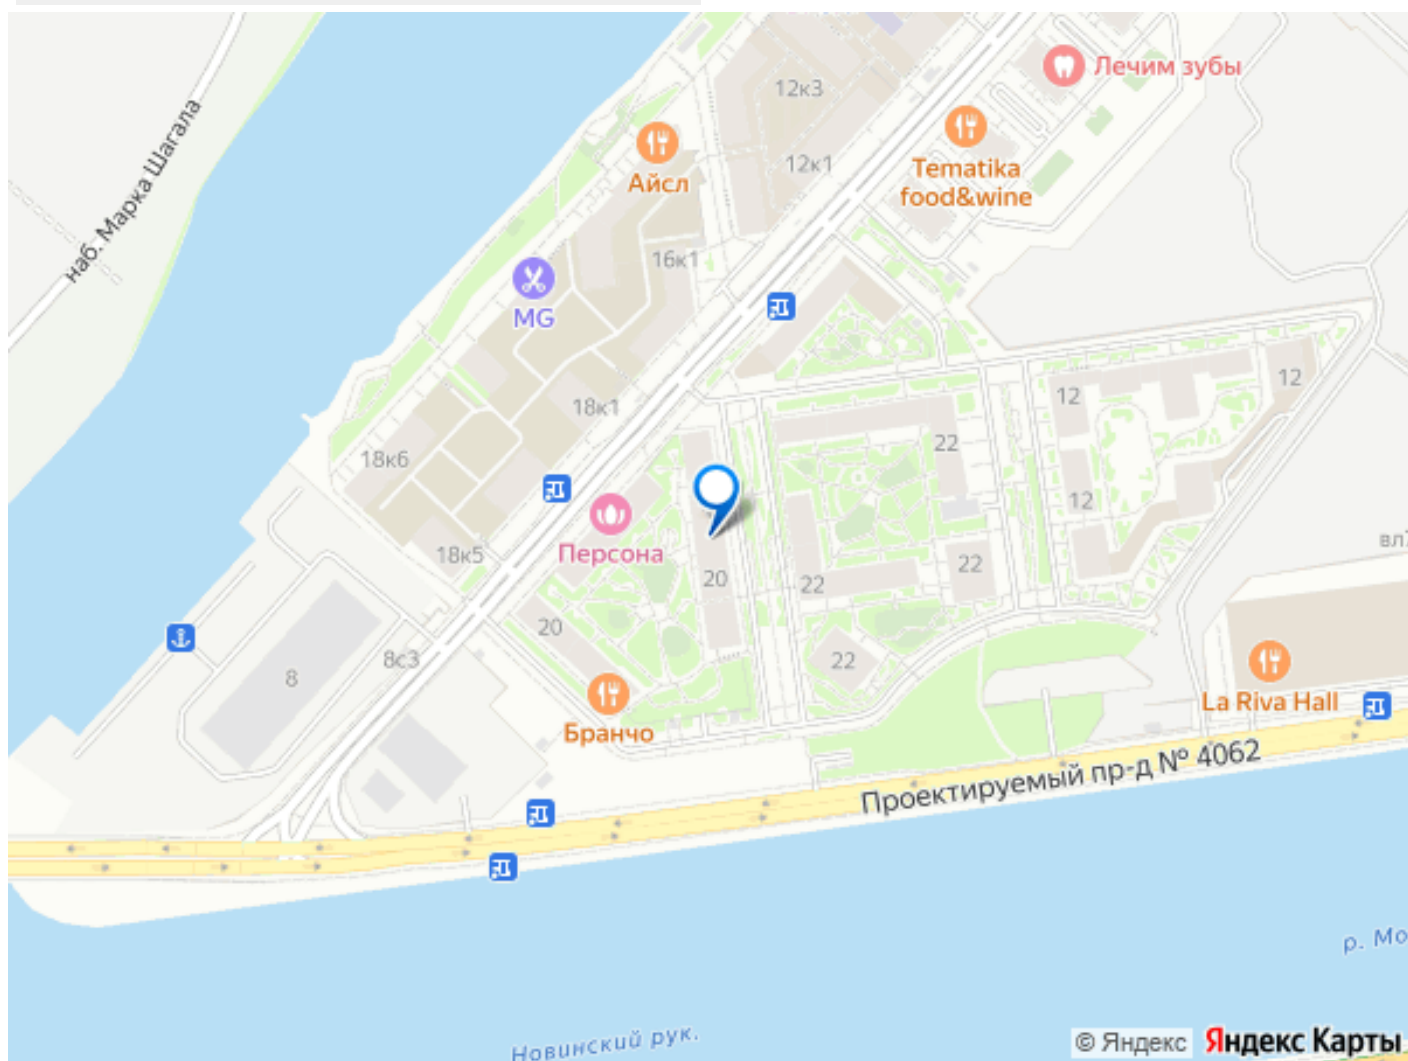 Лечим зубы
12к3
Tematika
food&wine
12к1
Айсл
наб. Марка Шагала
16к1
MG
12
12
18к1
22
18к6
12
Персона
18к5
вл7
20
22
22
20
8с3
22
8
La Riva Hall
Бранчо
Проектируемый пр-д № 4062
р. Мо
Новинский рук.
© Яндекс Яндекс Карты